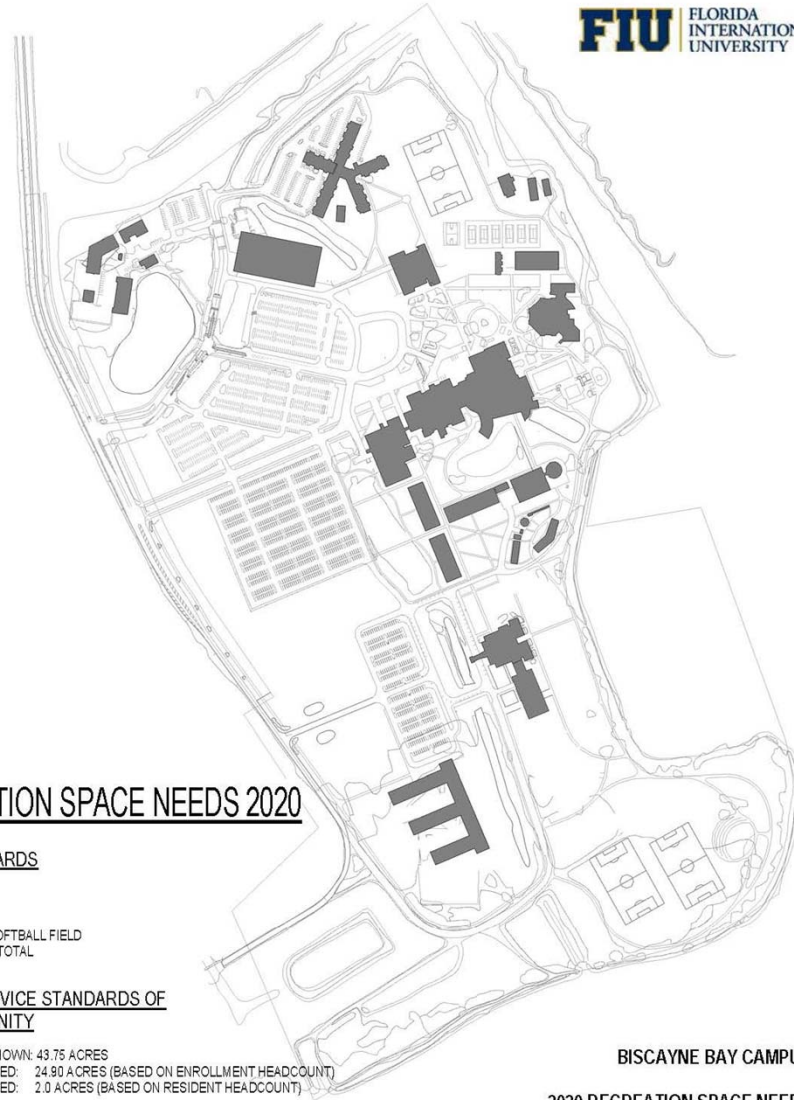 FIU
FLORIDA
INTERNATION
UNIVERSITY
TION SPACE NEEDS 2020
ARDS
OFTBALL FIELD
TOTAL
VICE STANDARDS OF
NITY
HOWN: 43.75 ACRES
ED: 24.90 ACRES (BASED ON ENROLLMENT HEADCOUNT)
ED: 2.0 ACRES (BASED ON RESIDENT HEADCOUNT)
BISCAYNE BAY CAMPU